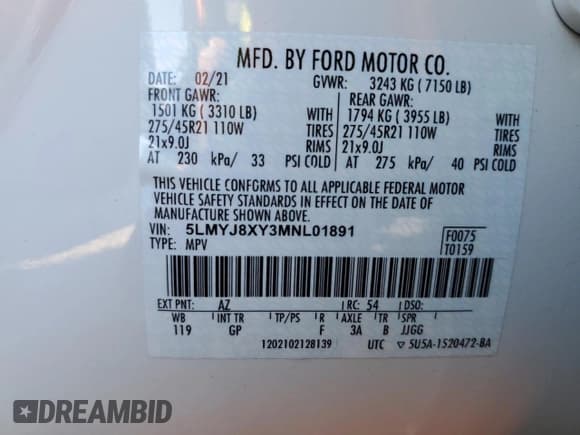 MFD. BY FORD MOTOR CO.
DATE: 02/21 GVWR: 3243 KG ( 7150 LB)
FRONT GAWR: REAR GAWR:
1501 KG ( 3310 LB) WITH 1794 KG ( 3955 LB) WITH
275/45R21 110W TIRES 275/45R21 110W TIRES
21x9.0J RIMS 21x9.0J RIMS
AT 230 kPa/ 33 PSI COLD AT 275 kPa/ 40 PSI COLD
THIS VEHICLE CONFORMS TO ALL APPLICABLE FEDERAL MOTOR
VEHICLE SAFETY STANDARDS IN EFFECT ON THE DATE OF
MANUFACTURE SHOWN ABOVE.
VIN: 5LMYJ8XY3MNL01891 F0075
TYPE: MPV T0159
EXT PNT: AZ RC: 54 DSO:
WB INT TR TP/PS R AXLE TR SPR
119 GP F 3A B JJGG
1202102128139 UTC ▽ 5U5A-1520472-BA
DREAMBID